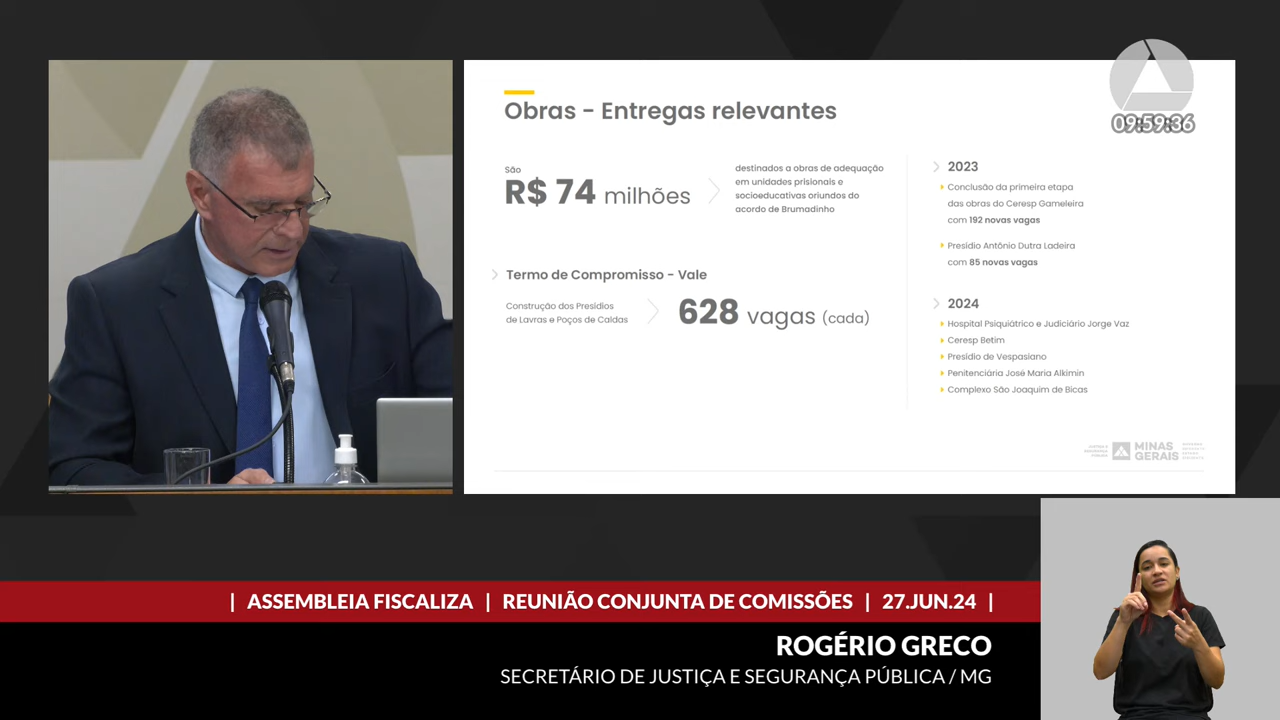 Obras - Entregas relevantes
09:59:36
São
R$ 74 milhões
destinados a obras de adequação
em unidades prisionais e
socioeducativas oriundos do
acordo de Brumadinho
Termo de Compromisso - Vale
Construção dos Presídios
de Lavras e Poços de Caldas
628 vagas (cada)
2023
Conclusão da primeira etapa
das obras do Ceresp Gameleira
com 192 novas vagas
Presídio Antônio Dutra Ladeira
com 85 novas vagas
2024
Hospital Psiquiátrico e Judiciário Jorge Vaz
Ceresp Betim
Presídio de Vespasiano
Penitenciária José Maria Alkimin
Complexo São Joaquim de Bicas
MINAS
GERAIS
| ASSEMBLEIA FISCALIZA | REUNIÃO CONJUNTA DE COMISSÕES | 27.JUN.24 |
ROGÉRIO GRECO
SECRETÁRIO DE JUSTIÇA E SEGURANÇA PÚBLICA / MG